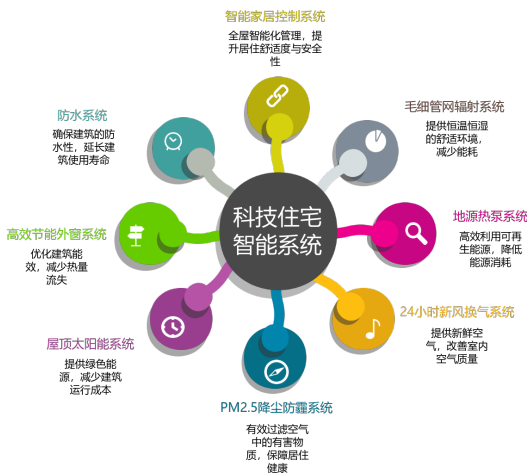 智能家居控制系统
全屋智能化管理，提
升居住舒适度与安全
性
毛细管网辐射系统
提供恒温恒湿
的舒适环境，
减少能耗
地源热泵系统
高效利用可再
生能源，降低
能源消耗
24小时新风换气系统
提供新鲜空
气，改善室内
空气质量
PM2.5降尘防霾系统
有效过滤空气
中的有害物
质，保障居住
健康
屋顶太阳能系统
提供绿色能
源，减少建筑
运行成本
高效节能外窗系统
优化建筑能
效，减少热量
流失
防水系统
确保建筑的防
水性，延长建
筑使用寿命
科技住宅
智能系统